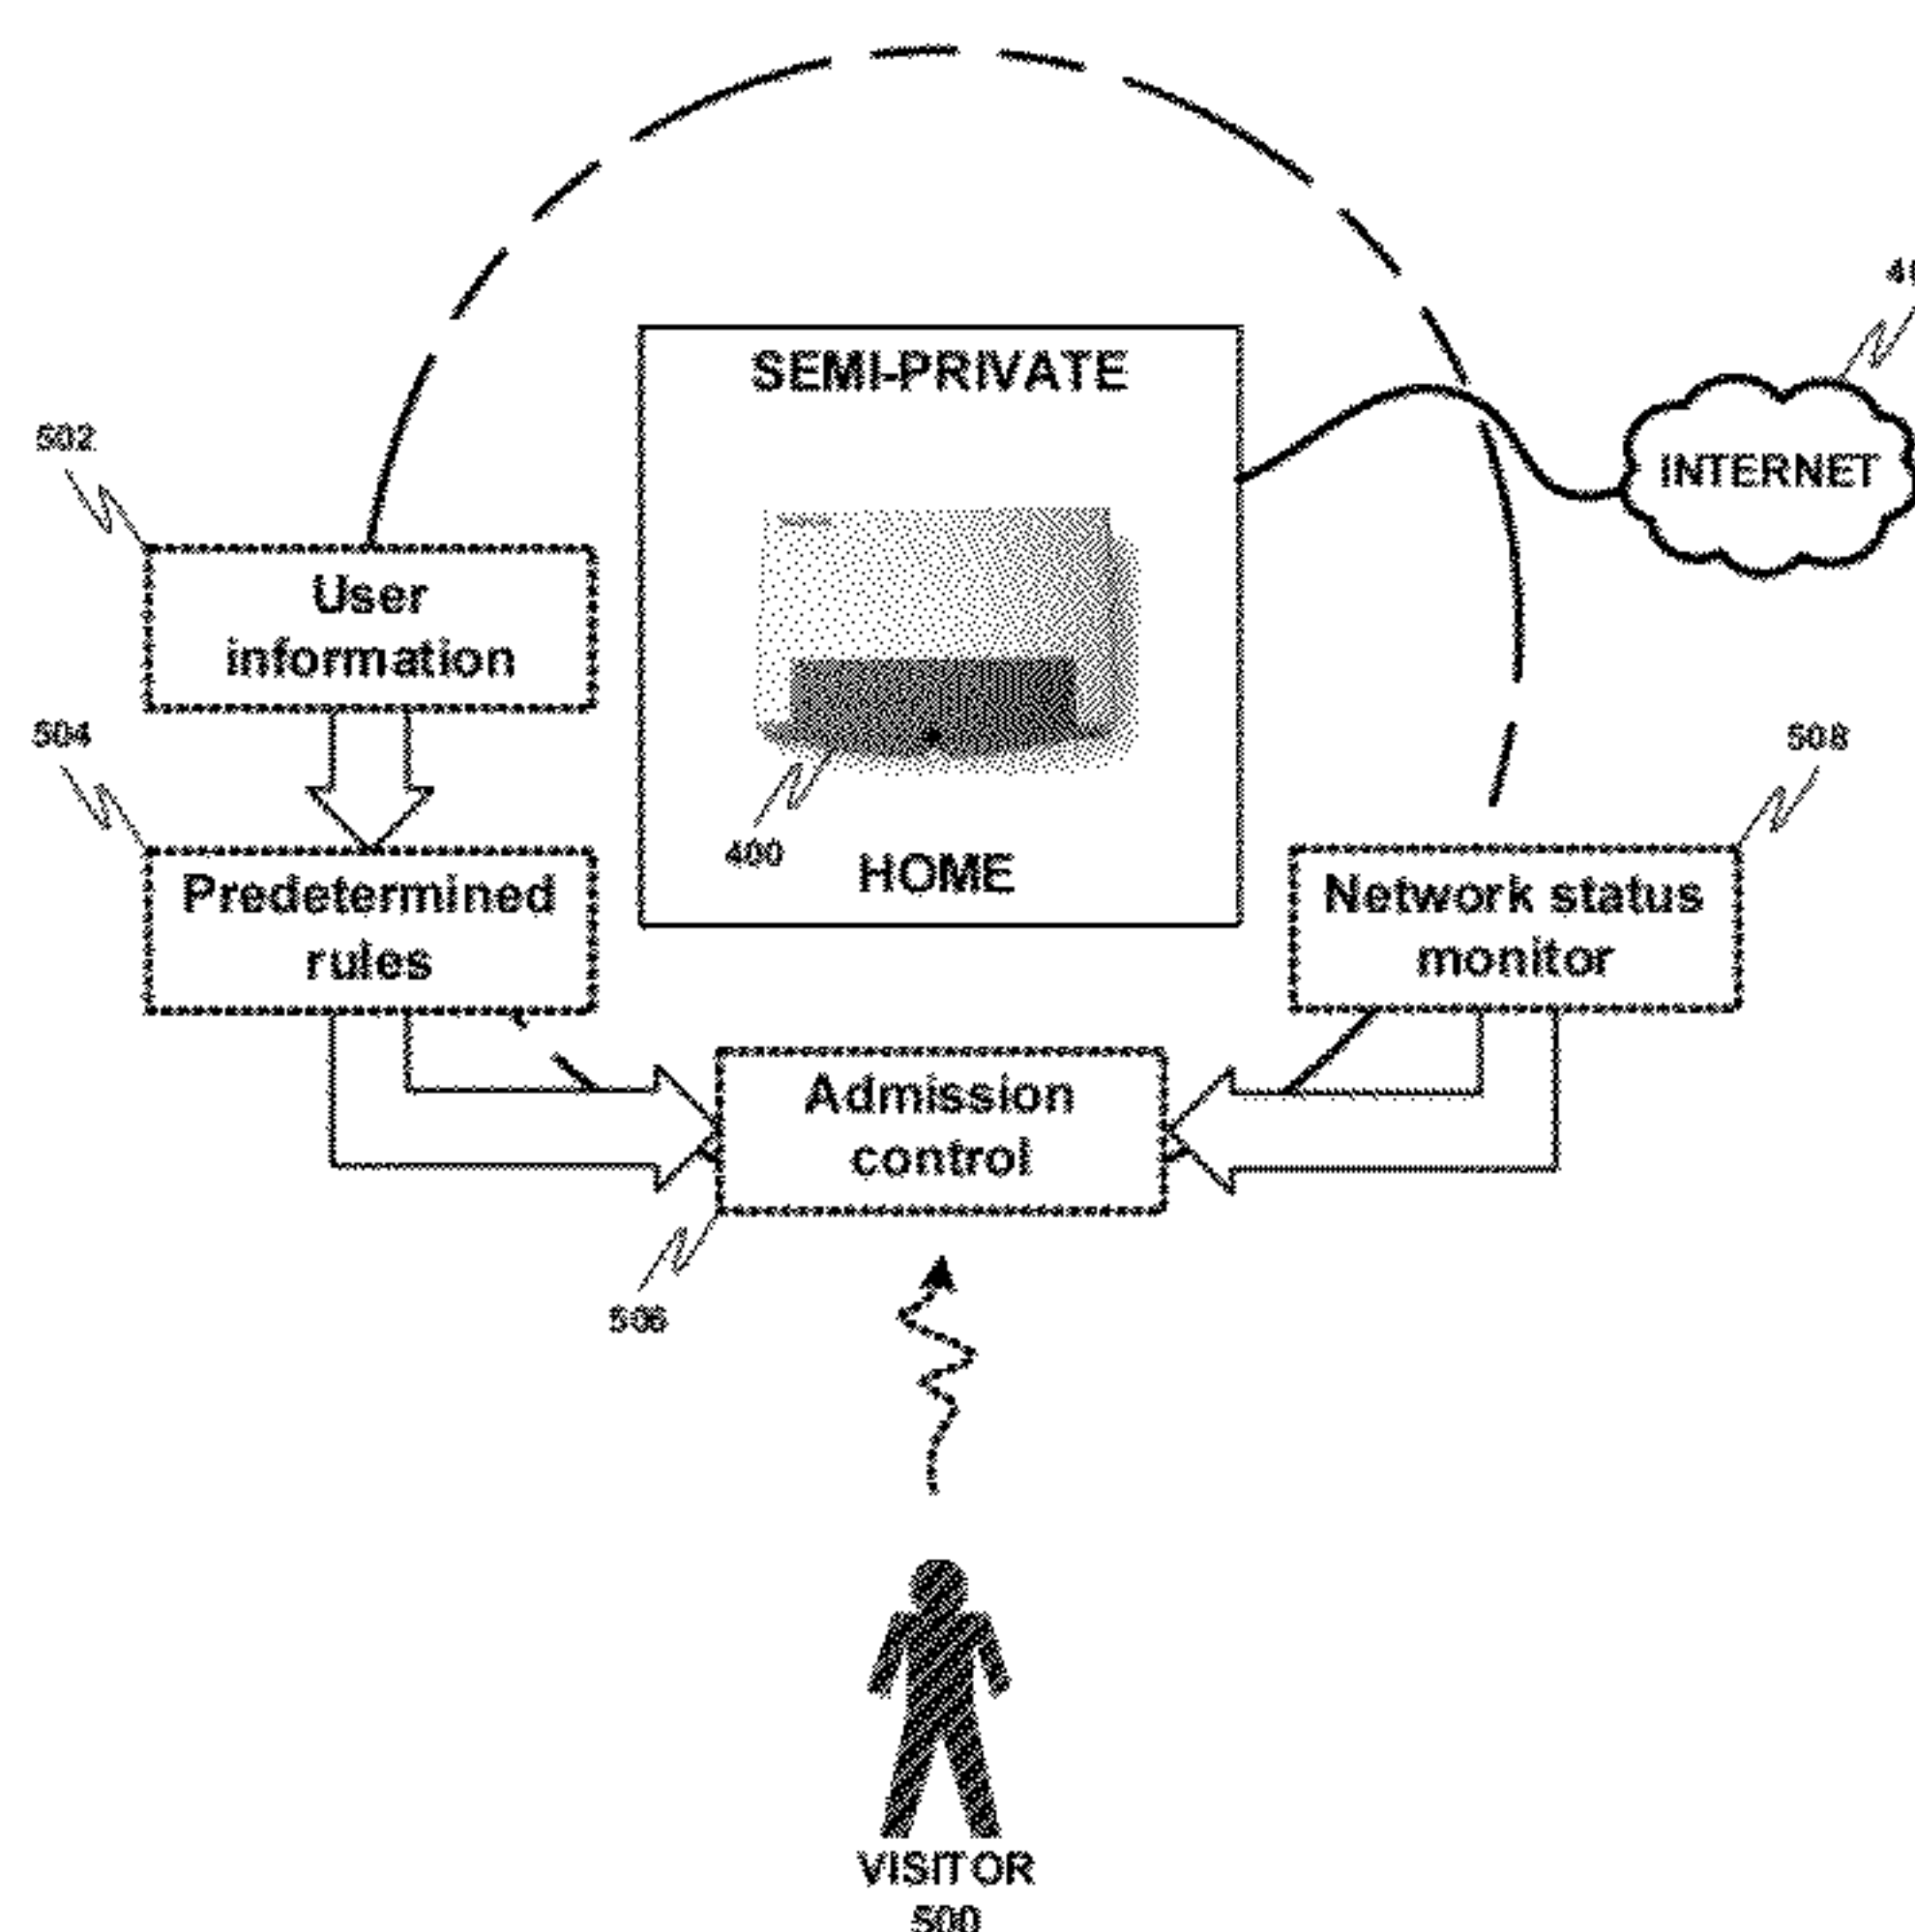 SEMI-PRIVATE
502
INTERNET
User
information
504
508
400
HOME
Predetermined
rules
Network status
monitor
Admission
control
506
VISITOR
500